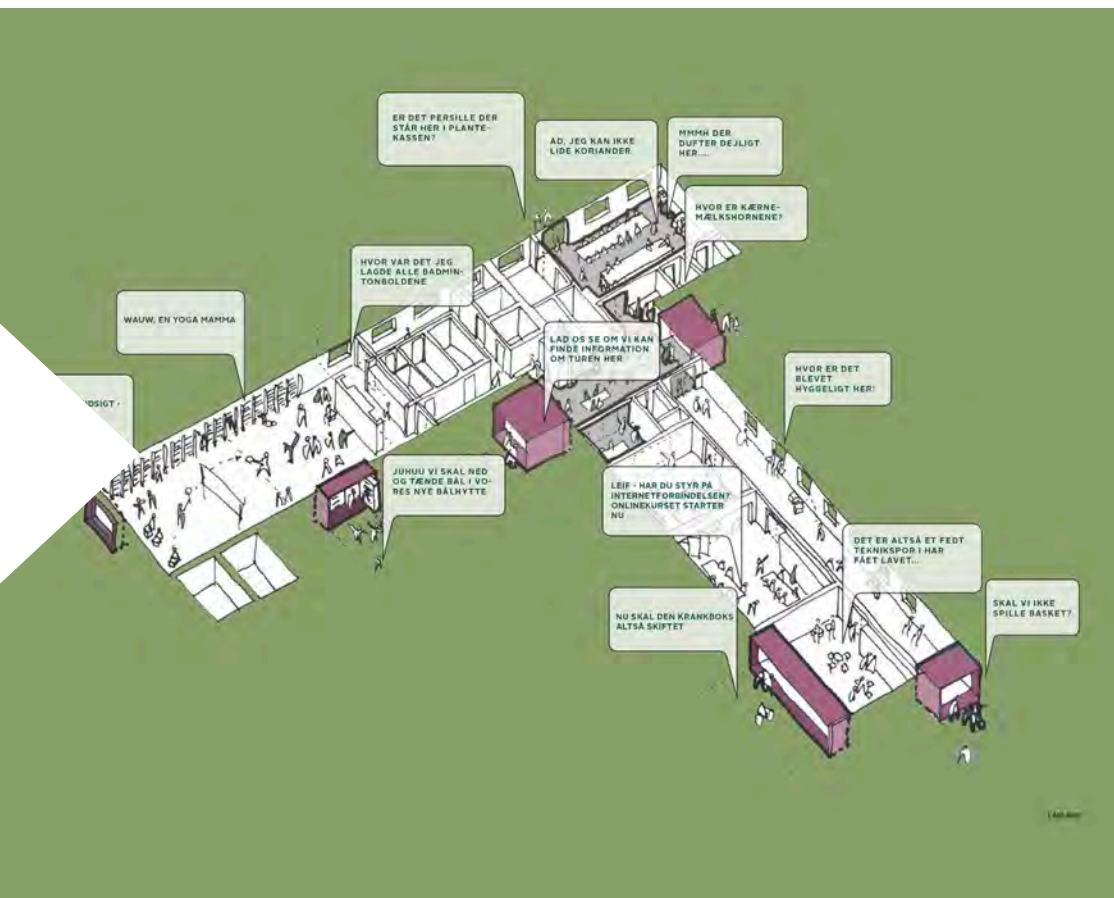 ER DET PERSILLE DER
STÅR HER I PLANTE-
KASSEN?
AD, JEG KAN IKKE
LIDE KORIANDER
MMMH DER
DUFTER DEJLIGT
HER....
HVOR ER KÆRNE-
MÆLKSHORNENE?
HVOR VAR DET JEG
LAGDE ALLE BADMIN-
TONBOLDENE
WAUW, EN YOGA MAMMA
LAD OS SE OM VI KAN
FINDE INFORMATION
OM TUREN HER
HVOR ER DET
BLEVET
HYGGELIGT HER!
JUHUU VI SKAL NED
OG TÆNDE BÅL I VO-
RES NYE BÅLHYTTE
LEIF - HAR DU STYR PÅ
INTERNETFORBINDELSEN?
ONLINEKURSET STARTER
NU
DET ER ALTSÅ ET FEDT
TEKNIKSPOR I HAR
FÅET LAVET...
NU SKAL DEN KRANKBOKS
ALTSÅ SKIFTET
SKAL VI IKKE
SPILLE BASKET?